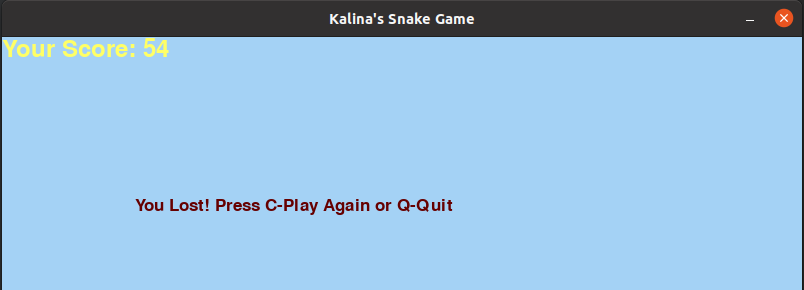 Kalina's Snake Game
Your Score: 54
You Lost! Press C-Play Again or Q-Quit